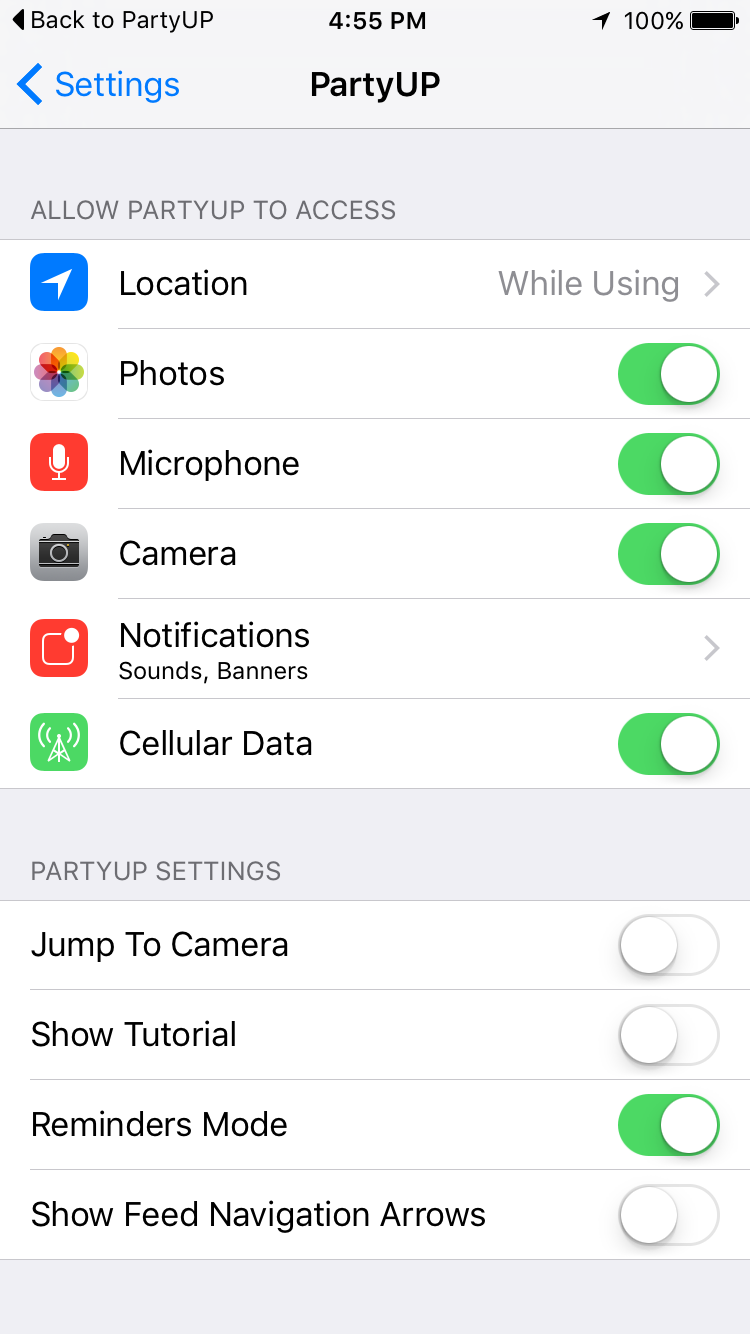 Back to PartyUP 4:55 PM 100%
Settings PartyUP
ALLOW PARTYUP TO ACCESS
Location While Using
Photos
Microphone
Camera
Notifications
Sounds, Banners
Cellular Data
PARTYUP SETTINGS
Jump To Camera
Show Tutorial
Reminders Mode
Show Feed Navigation Arrows